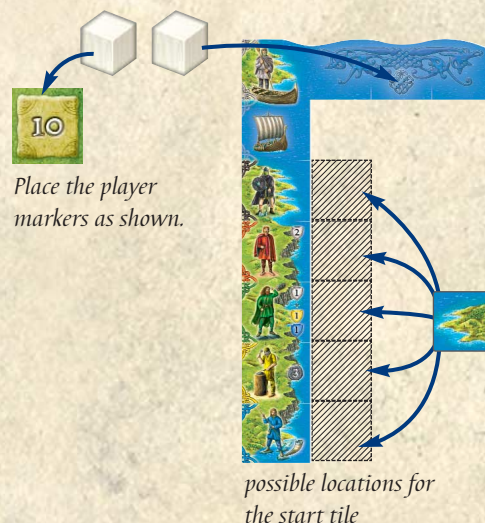 10
Place the player
markers as shown.
2
1
1
1
3
possible locations for
the start tile